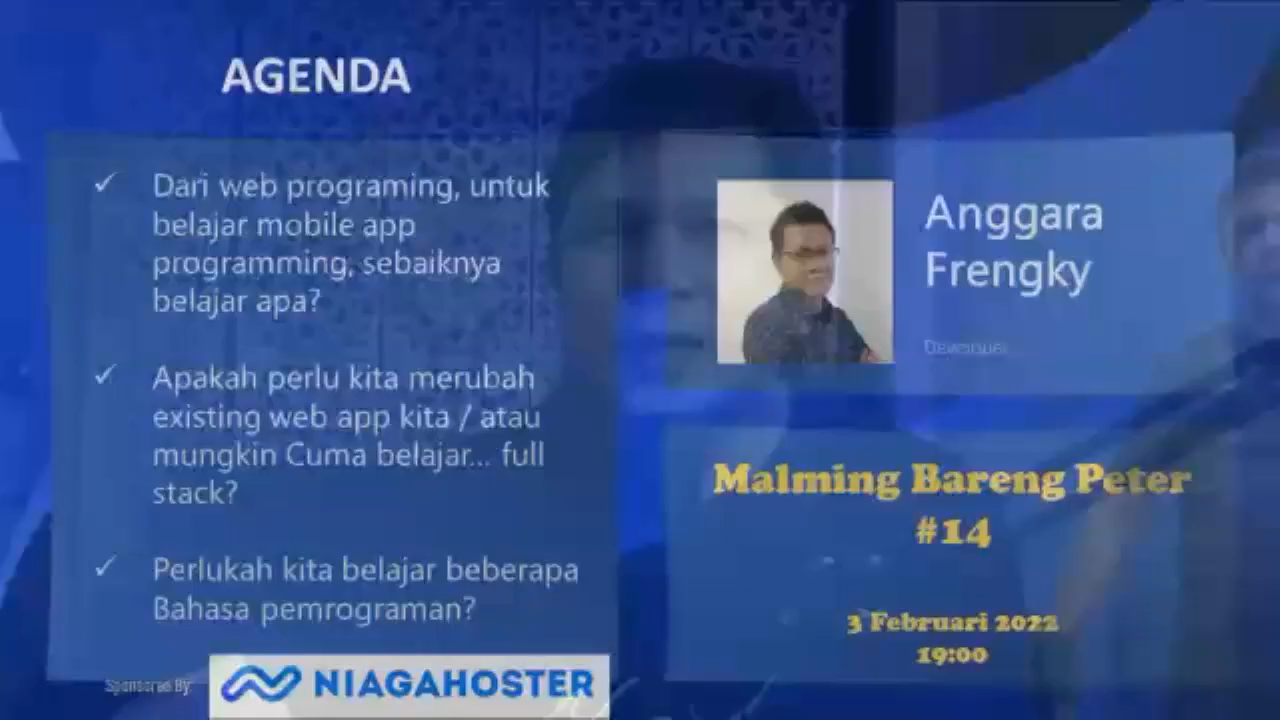 AGENDA
✓ Dari web programing, untuk
belajar mobile app
programming, sebaiknya
belajar apa?
✓ Apakah perlu kita merubah
existing web app kita / atau
mungkin Cuma belajar... full
stack?
✓ Perlukah kita belajar beberapa
Bahasa pemrograman?
Sponsored By:
NIAGAHOSTER
Anggara
Frengky
Malming Bareng Peter
#14
3 Februari 2022
19:00